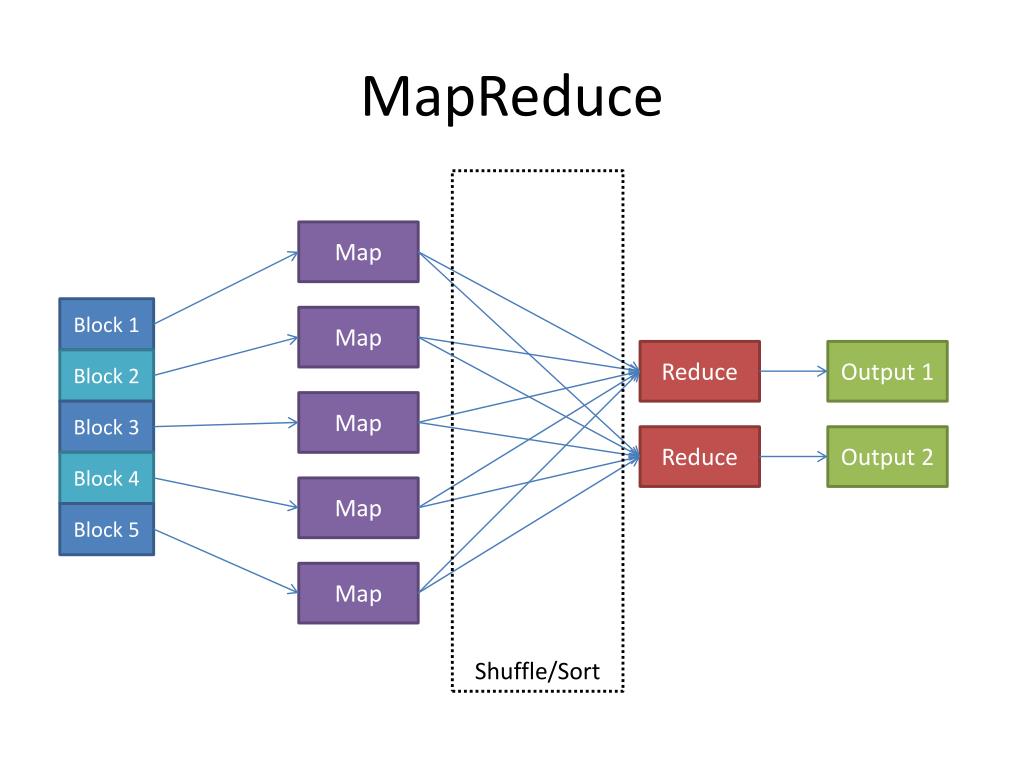 MapReduce
Block 1
Block 2
Block 3
Block 4
Block 5
Map
Map
Map
Map
Map
Shuffle/Sort
Reduce
Reduce
Output 1
Output 2